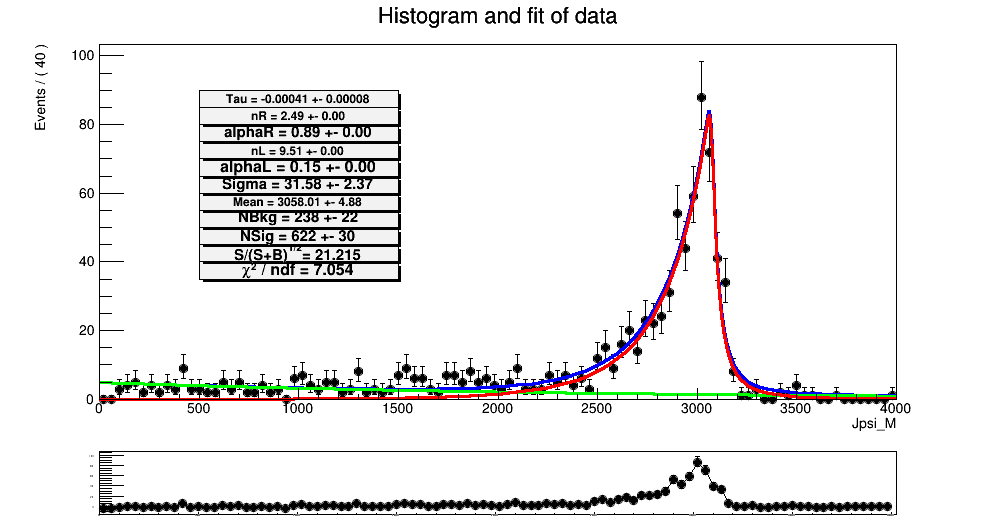 Histogram and fit of data
Events / ( 40 )
100
80
60
40
20
0
Tau = -0.00041 +- 0.00008
nR = 2.49 +- 0.00
alphaR = 0.89 +- 0.00
nL = 9.51 +- 0.00
alphaL = 0.15 +- 0.00
Sigma = 31.58 +- 2.37
Mean = 3058.01 +- 4.88
NBkg = 238 +- 22
NSig = 622 +- 30
S/(S+B)^1/2 = 21.215
χ² / ndf = 7.054
0 500 1000 1500 2000 2500 3000 3500 4000
Jpsi_M